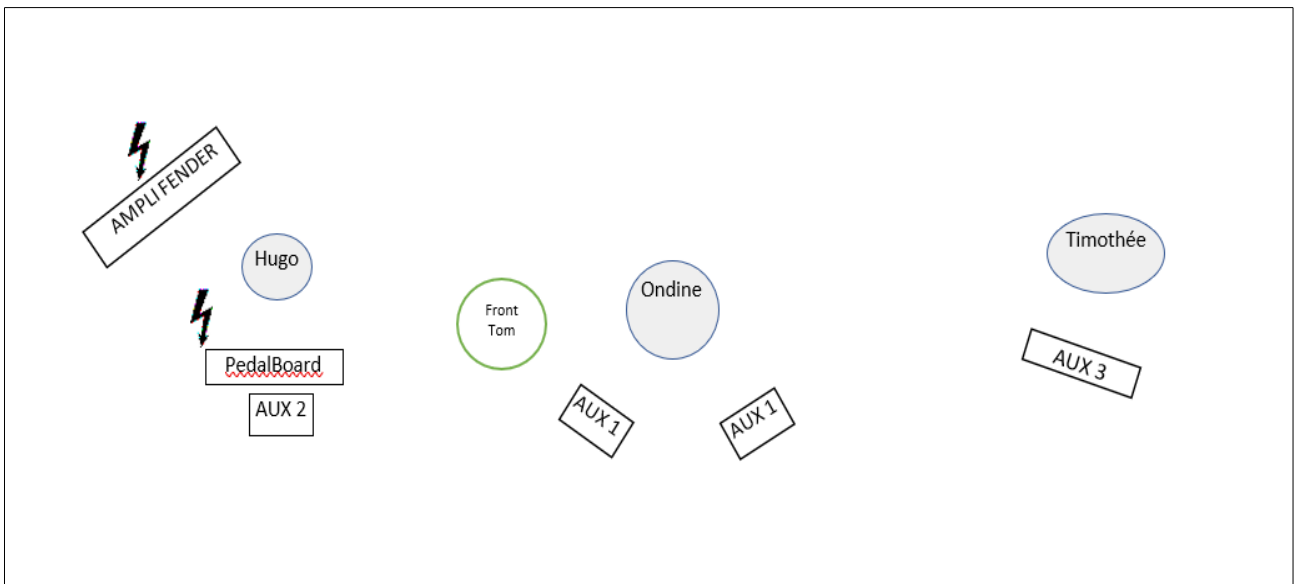 AMPLI FENDER
Hugo
Timothée
Ondine
Front
Tom
PedalBoard
AUX 3
AUX 2
AUX 1
AUX 1